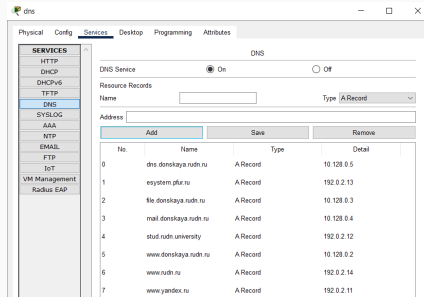 dns
Physical Config Services Desktop Programming Attributes
SERVICES
HTTP
DHCP
DHCPv6
TFTP
DNS
SYSLOG
AAA
NTP
EMAIL
FTP
IoT
VM Management
Radius EAP
DNS
DNS Service On Off
Resource Records
Name Type A Record
Address
Add Save Remove
No. Name Type Detail
0 dns.donskaya.rudn.ru A Record 10.128.0.5
1 esystem.pfur.ru A Record 192.0.2.13
2 file.donskaya.rudn.ru A Record 10.128.0.3
3 mail.donskaya.rudn.ru A Record 10.128.0.4
4 stud.rudn.university A Record 192.0.2.12
5 www.donskaya.rudn.ru A Record 10.128.0.2
6 www.rudn.ru A Record 192.0.2.14
7 www.yandex.ru A Record 192.0.2.11